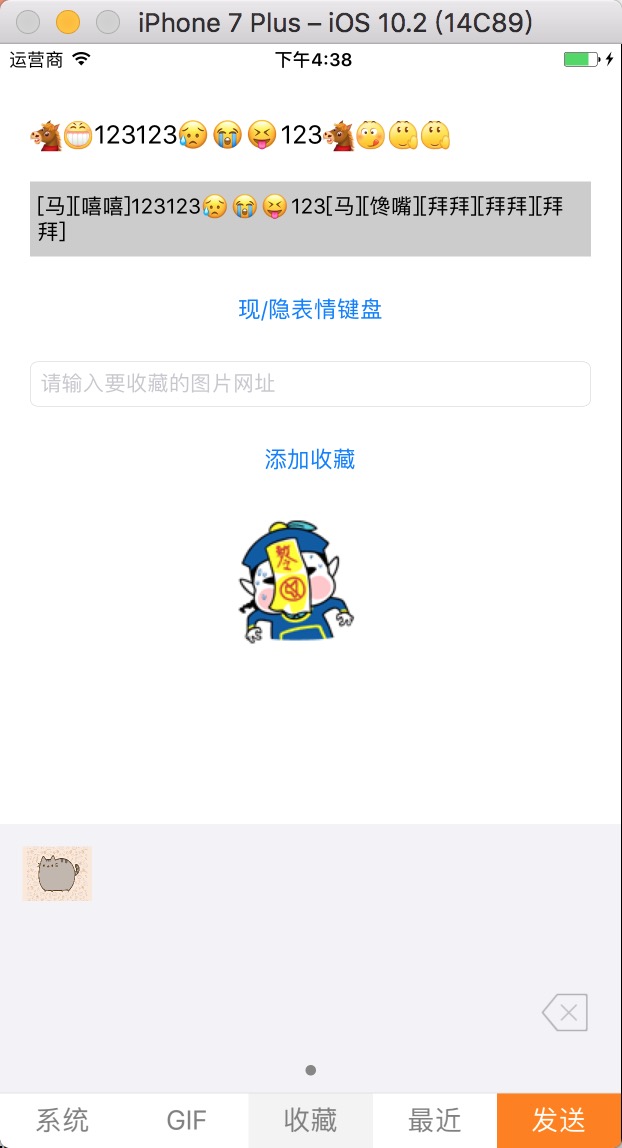 iPhone 7 Plus – iOS 10.2 (14C89)
运营商 下午4:38
🐴😁123123😥😭😝123🐴😋🤗🤗
[马][嘻嘻]123123😥😭😝123[马][馋嘴][拜拜][拜拜][拜
拜]
现/隐表情键盘
请输入要收藏的图片网址
添加收藏
系统 GIF 收藏 最近 发送